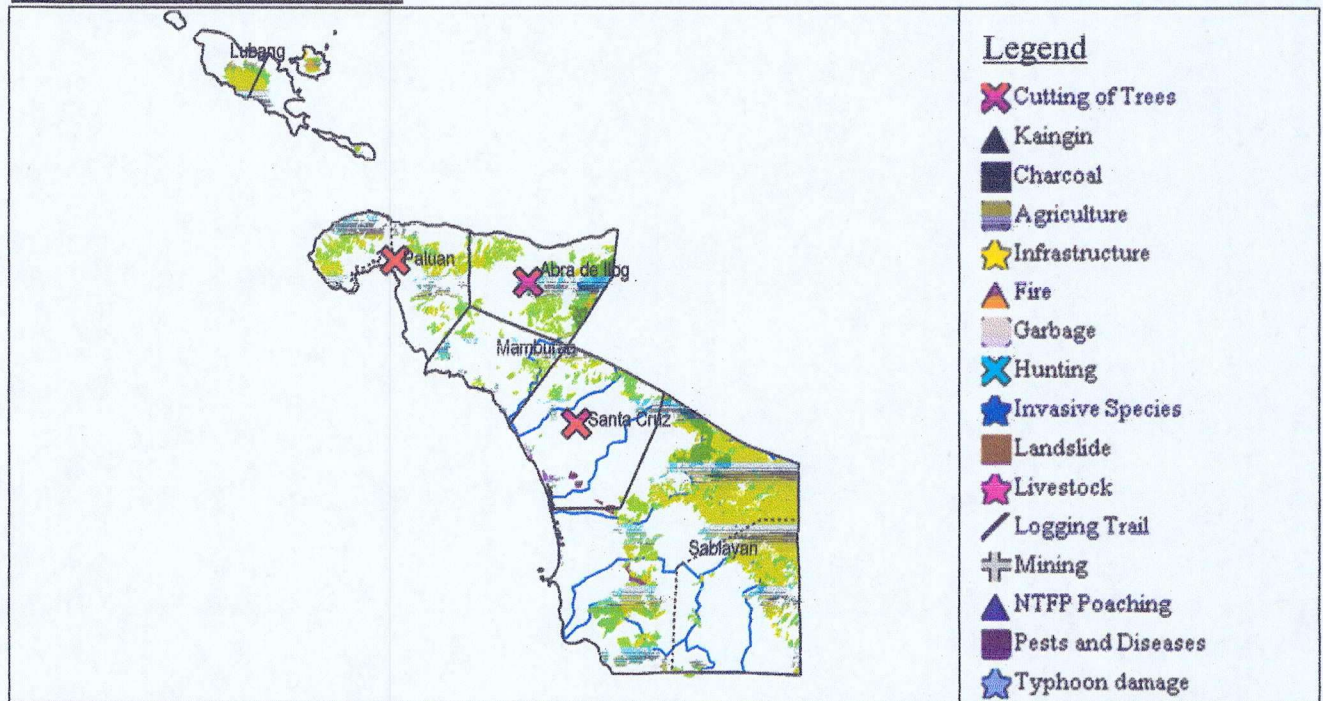 Lubang
Paluan
Abra de Ilog
Mamburao
Santa Cruz
Sablayan
Legend
Cutting of Trees
Kaingin
Charcoal
Agriculture
Infrastructure
Fire
Garbage
Hunting
Invasive Species
Landslide
Livestock
Logging Trail
Mining
NTFP Poaching
Pests and Diseases
Typhoon damage